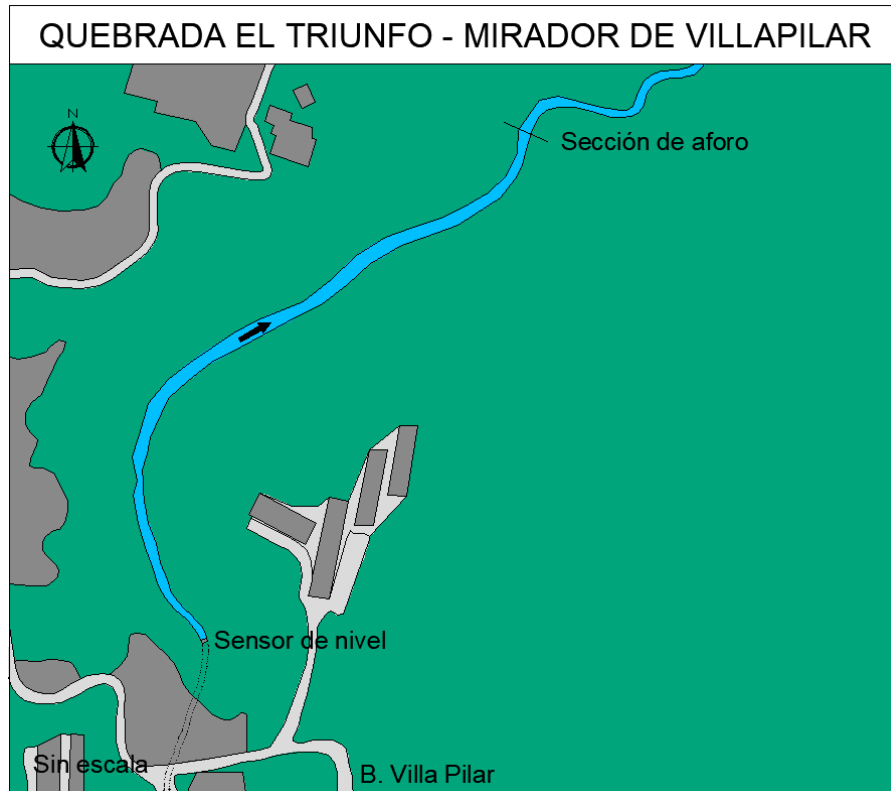 QUEBRADA EL TRIUNFO - MIRADOR DE VILLAPILAR
N
Sección de aforo
Sensor de nivel
Sin escala
B. Villa Pilar